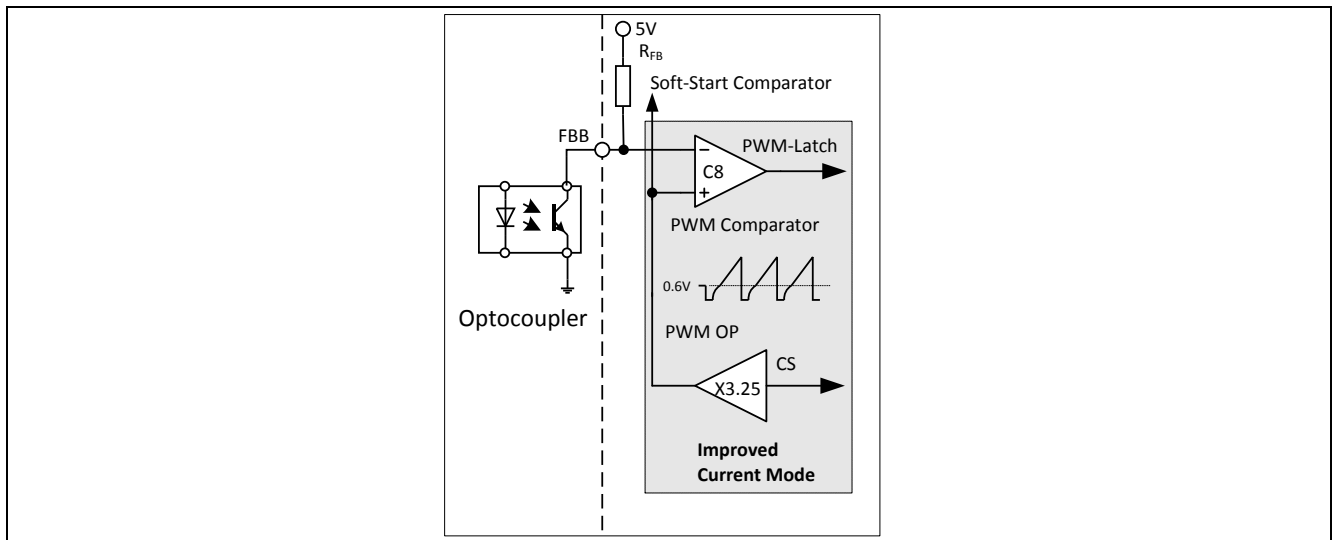 5V
RFB
Soft-Start Comparator
FBB
PWM-Latch
C8
PWM Comparator
0.6V
Optocoupler
PWM OP
CS
X3.25
Improved
Current Mode